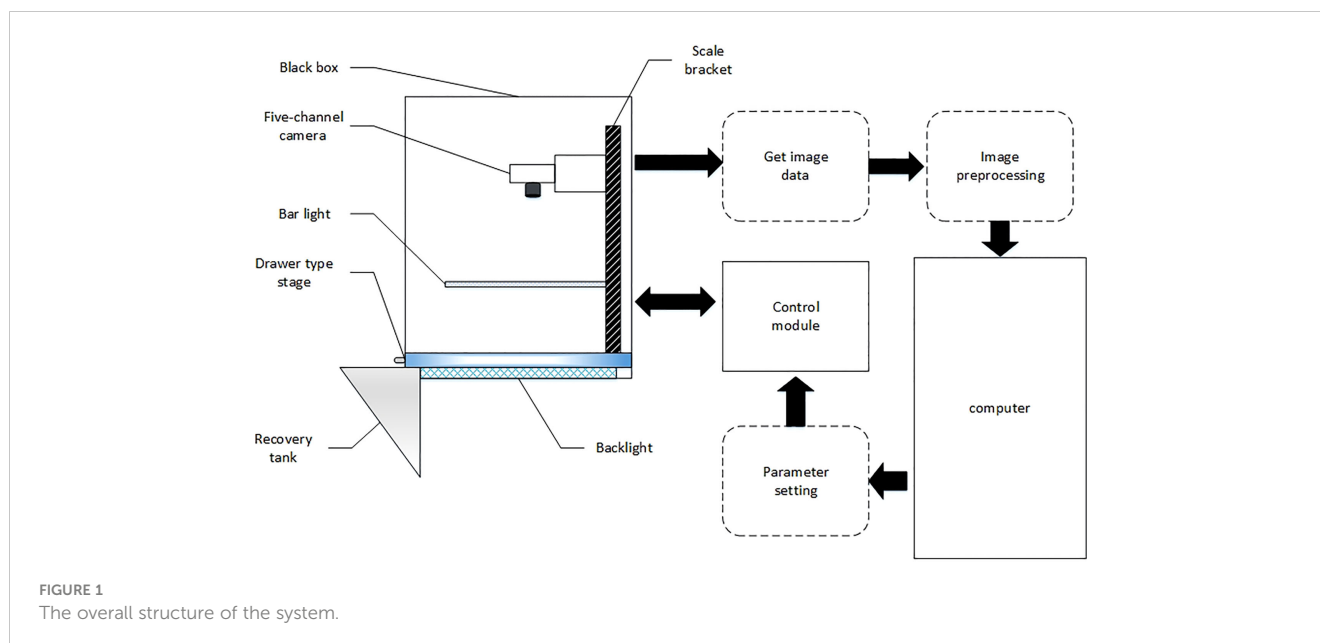 Black box
Five-channel
camera
Bar light
Drawer type
stage
Recovery
tank
Backlight
Scale
bracket
Get image
data
Image
preprocessing
Control
module
Parameter
setting
computer
FIGURE 1
The overall structure of the system.